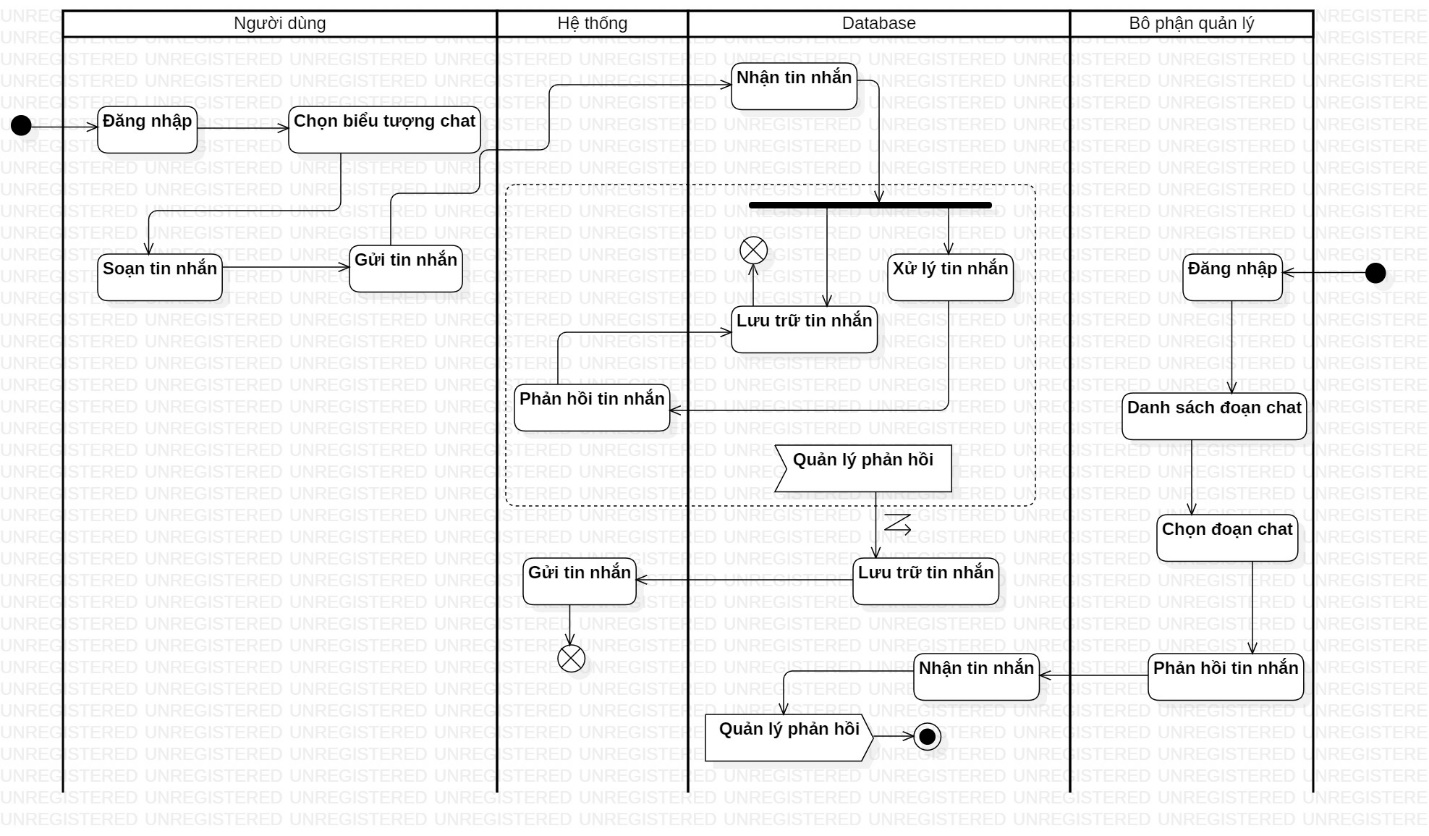 Người dùng
Hệ thống
Database
Bô phận quản lý
Nhận tin nhắn
Đăng nhập
Chọn biểu tượng chat
Soạn tin nhắn
Gửi tin nhắn
Xử lý tin nhắn
Đăng nhập
Lưu trữ tin nhắn
Phản hồi tin nhắn
Danh sách đoạn chat
Quản lý phản hồi
Chọn đoạn chat
Gửi tin nhắn
Lưu trữ tin nhắn
Nhận tin nhắn
Phản hồi tin nhắn
Quản lý phản hồi
UNREGISTERED